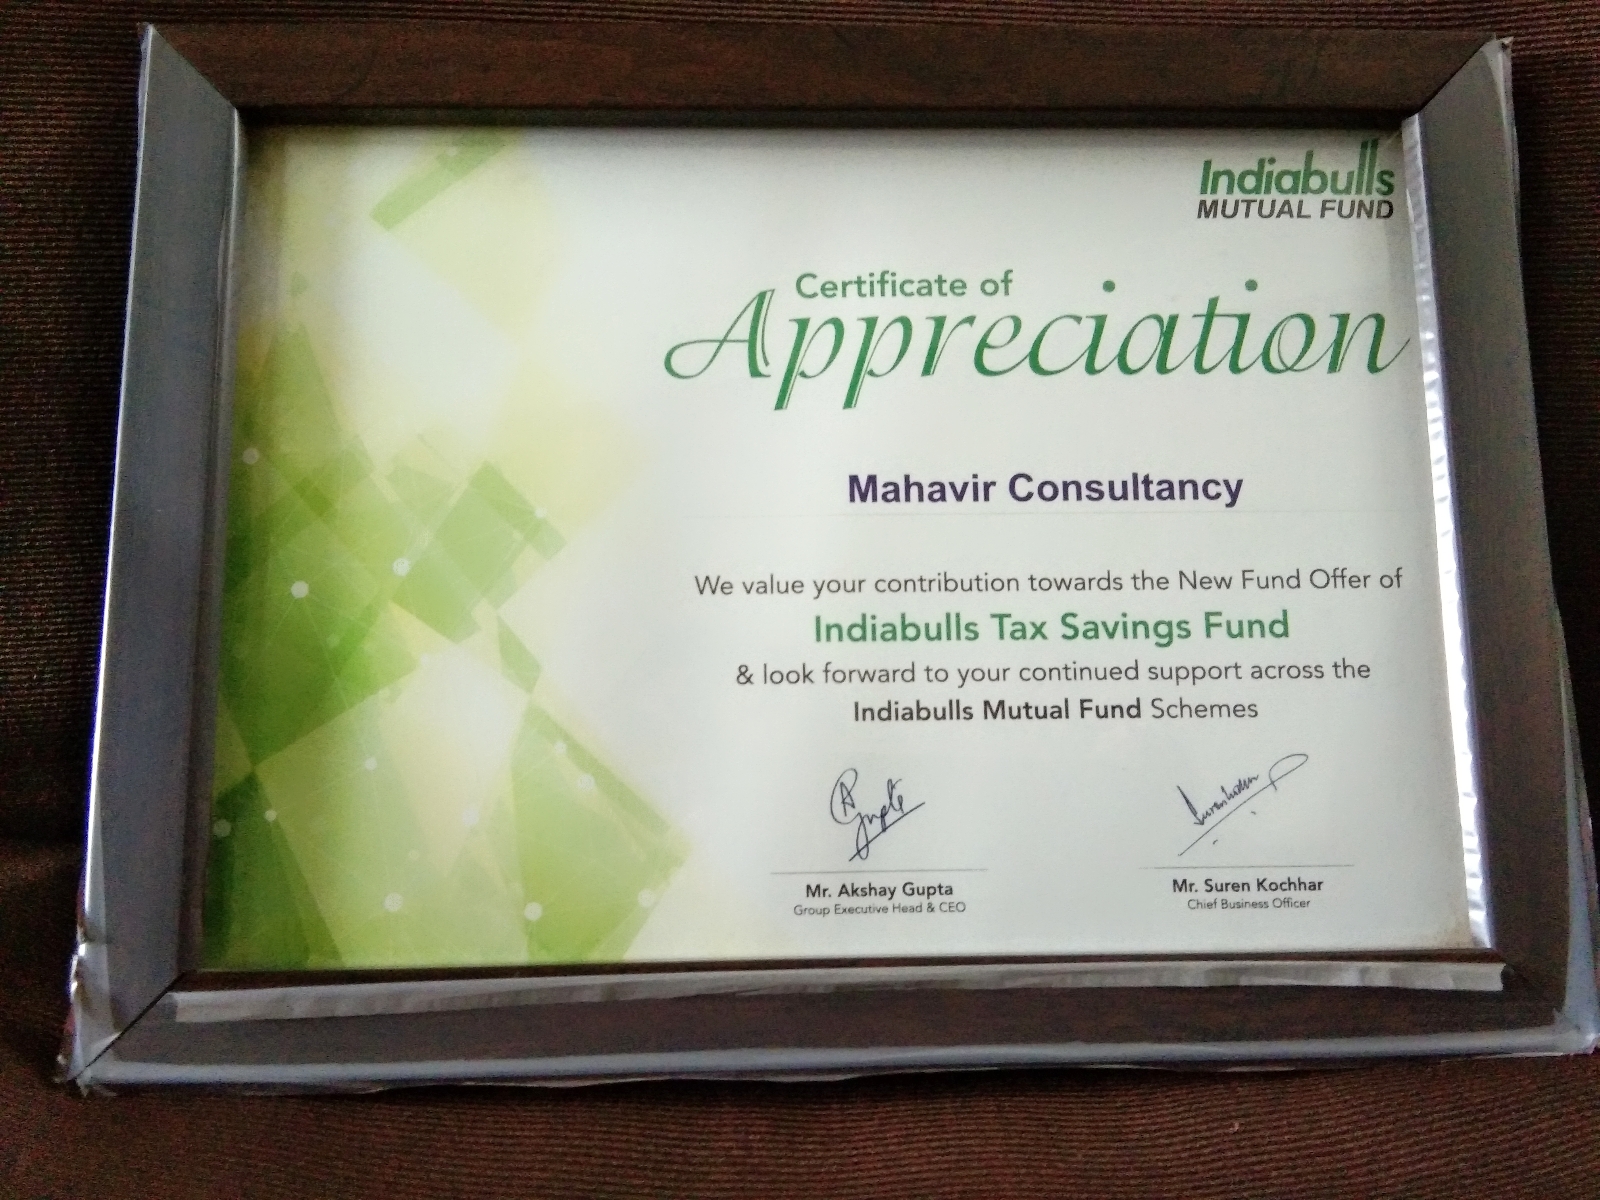 Indiabulls
MUTUAL FUND
Certificate of
Appreciation
Mahavir Consultancy
We value your contribution towards the New Fund Offer of
Indiabulls Tax Savings Fund
& look forward to your continued support across the
Indiabulls Mutual Fund Schemes
A Gupta
Mr. Akshay Gupta
Group Executive Head & CEO
Mr. Suren Kochhar
Chief Business Officer